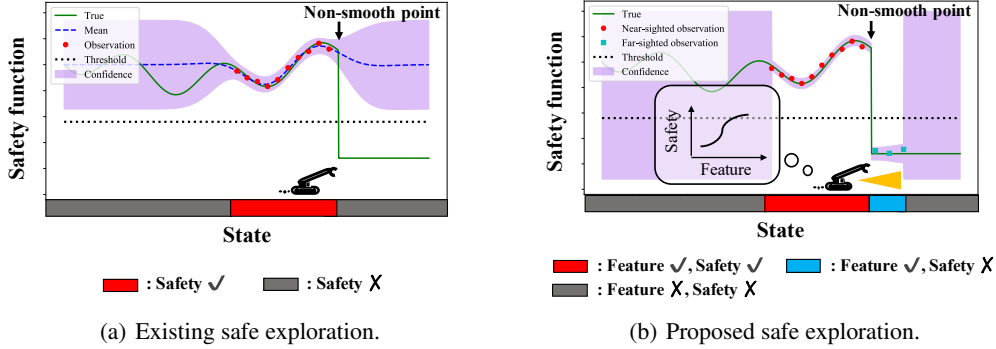 Non-smooth point
True
Mean
Observation
Threshold
Confidence
Safety function
State
: Safety ✓
: Safety ✗
(a) Existing safe exploration.
Non-smooth point
True
Near-sighted observation
Far-sighted observation
Threshold
Confidence
Safety function
Safety
Feature
State
: Feature ✓, Safety ✓
: Feature ✓, Safety ✗
: Feature ✗, Safety ✗
(b) Proposed safe exploration.